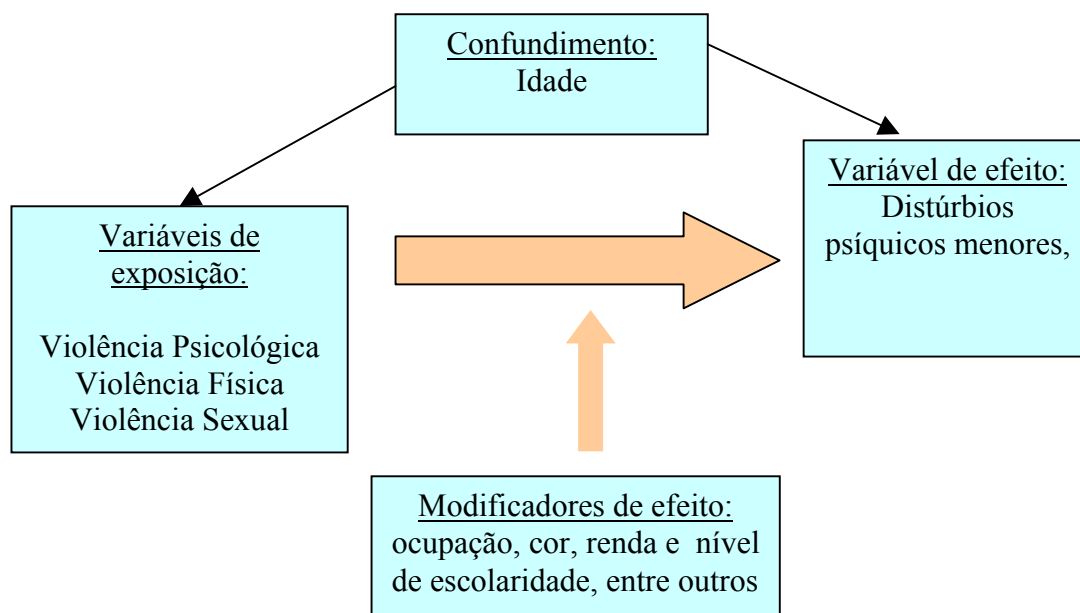 Confundimento:
Idade
Variável de efeito:
Distúrbios
psíquicos menores,
Variáveis de
exposição:
Violência Psicológica
Violência Física
Violência Sexual
Modificadores de efeito:
ocupação, cor, renda e nível
de escolaridade, entre outros